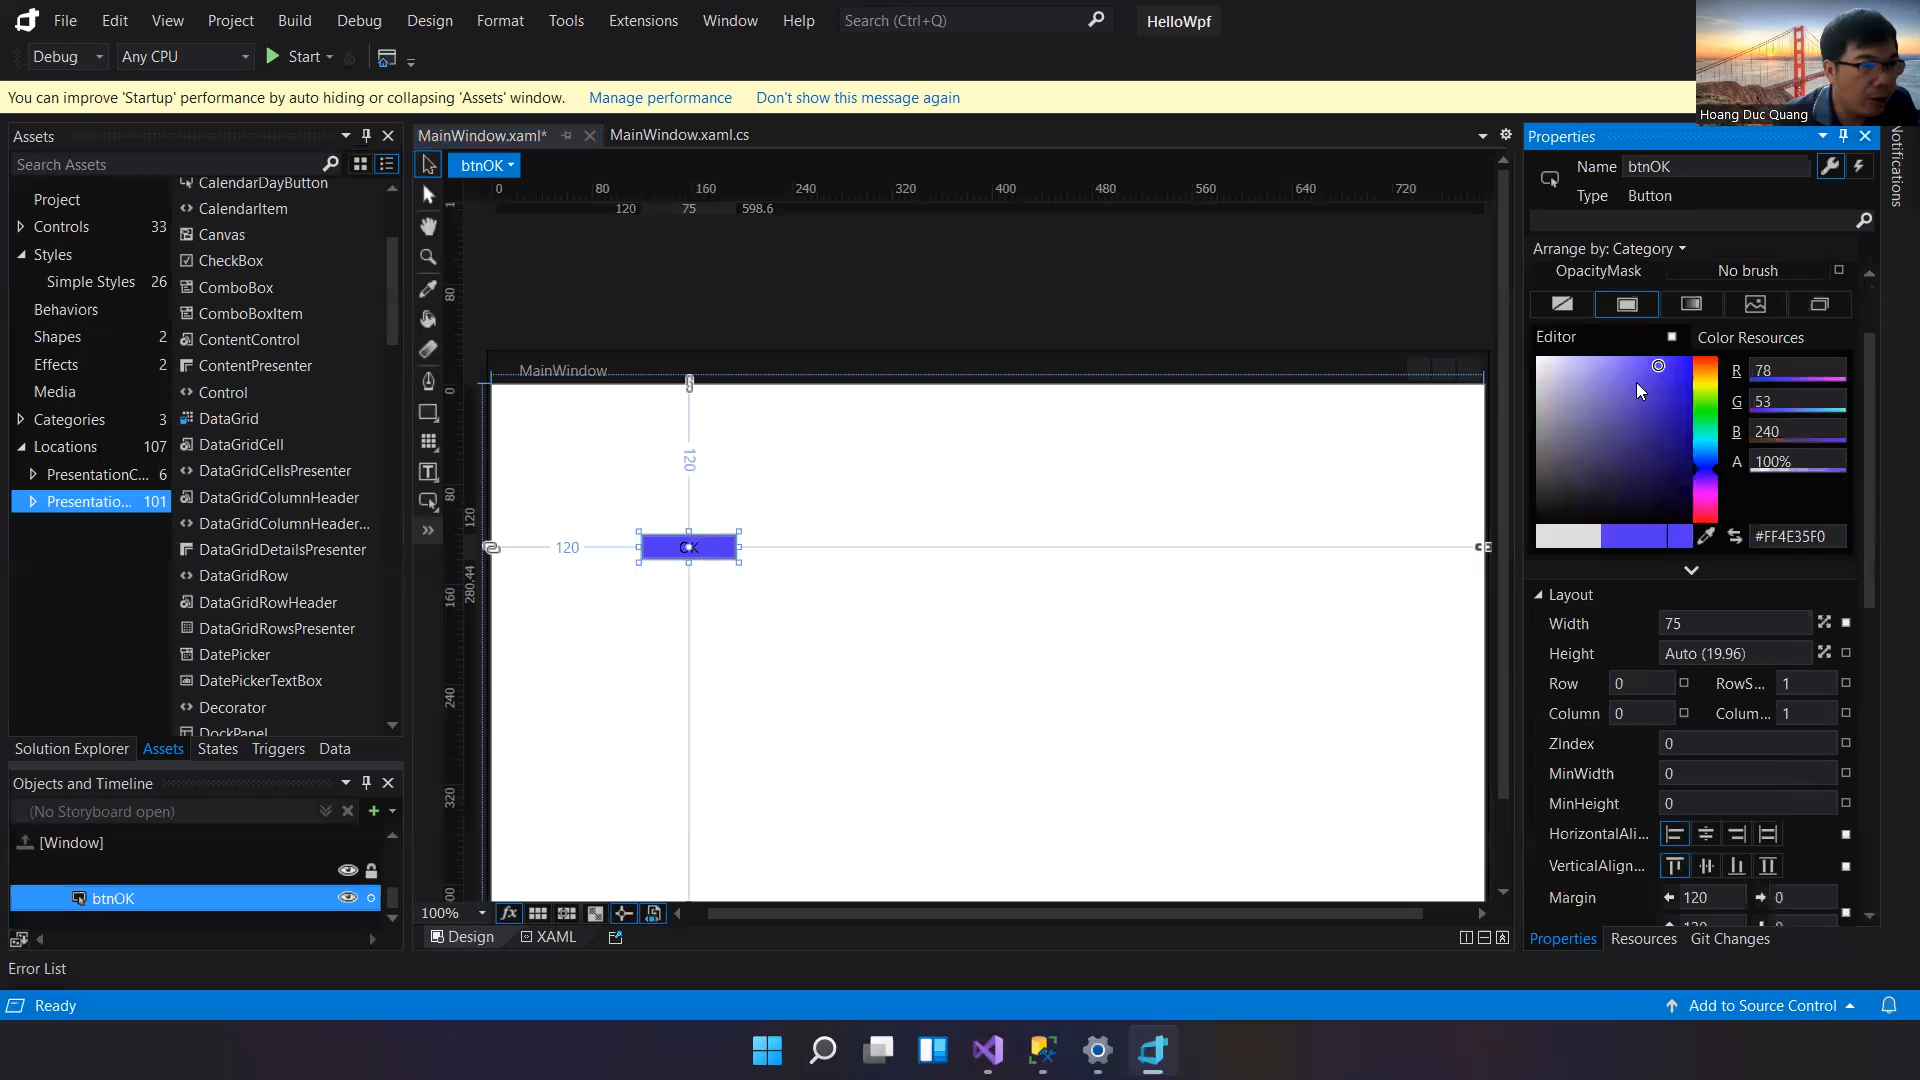 File Edit View Project Build Debug Design Format Tools Extensions Window Help Search (Ctrl+Q) HelloWpf
Debug Any CPU Start
You can improve 'Startup' performance by auto hiding or collapsing 'Assets' window. Manage performance Don't show this message again
Hoang Duc Quang
Notifications
Assets
Search Assets
Project
Controls 33
Styles
Simple Styles 26
Behaviors
Shapes 2
Effects 2
Media
Categories 3
Locations 107
PresentationC... 6
Presentatio... 101
CalendarDayButton
CalendarItem
Canvas
CheckBox
ComboBox
ComboBoxItem
ContentControl
ContentPresenter
Control
DataGrid
DataGridCell
DataGridCellsPresenter
DataGridColumnHeader
DataGridColumnHeader...
DataGridDetailsPresenter
DataGridRow
DataGridRowHeader
DataGridRowsPresenter
DatePicker
DatePickerTextBox
Decorator
DockPanel
Solution Explorer Assets States Triggers Data
Objects and Timeline
(No Storyboard open)
[Window]
btnOK
MainWindow.xaml* MainWindow.xaml.cs
btnOK
0 80 160 240 320 400 480 560 640 720
120 75 598.6
80
0
80
120
160
280.44
240
320
MainWindow
120
120
OK
100% fx
Design XAML
Properties
Name btnOK
Type Button
Arrange by: Category
OpacityMask No brush
Editor Color Resources
R 78
G 53
B 240
A 100%
#FF4E35F0
Layout
Width 75
Height Auto (19.96)
Row 0 RowS... 1
Column 0 Colum... 1
ZIndex 0
MinWidth 0
MinHeight 0
HorizontalAli...
VerticalAlign...
Margin 120 0
Properties Resources Git Changes
Error List
Ready Add to Source Control